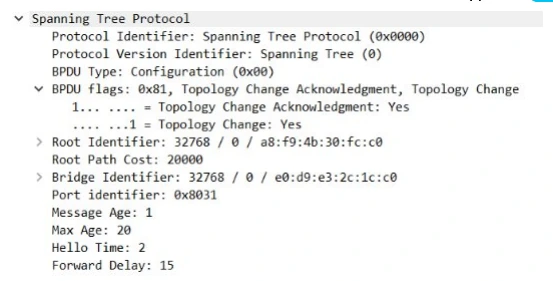 Spanning Tree Protocol
Protocol Identifier: Spanning Tree Protocol (0x0000)
Protocol Version Identifier: Spanning Tree (0)
BPDU Type: Configuration (0x00)
BPDU flags: 0x81, Topology Change Acknowledgment, Topology Change
1... .... = Topology Change Acknowledgment: Yes
.... ...1 = Topology Change: Yes
Root Identifier: 32768 / 0 / a8:f9:4b:30:fc:c0
Root Path Cost: 20000
Bridge Identifier: 32768 / 0 / e0:d9:e3:2c:1c:c0
Port identifier: 0x8031
Message Age: 1
Max Age: 20
Hello Time: 2
Forward Delay: 15